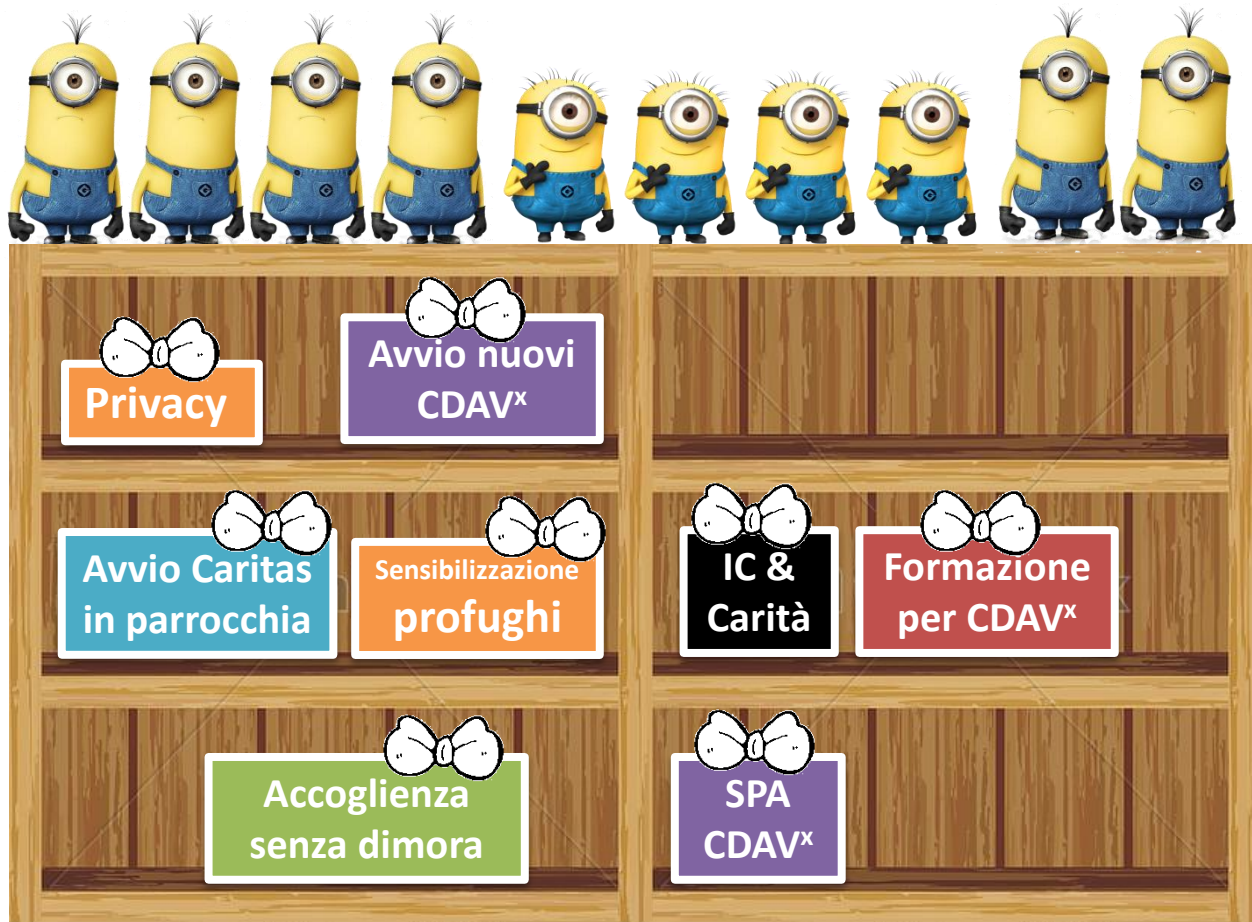 Privacy
Avvio nuovi
CDAVˣ
Avvio Caritas
in parrocchia
Sensibilizzazione
profughi
IC &
Carità
Formazione
per CDAVˣ
Accoglienza
senza dimora
SPA
CDAVˣ